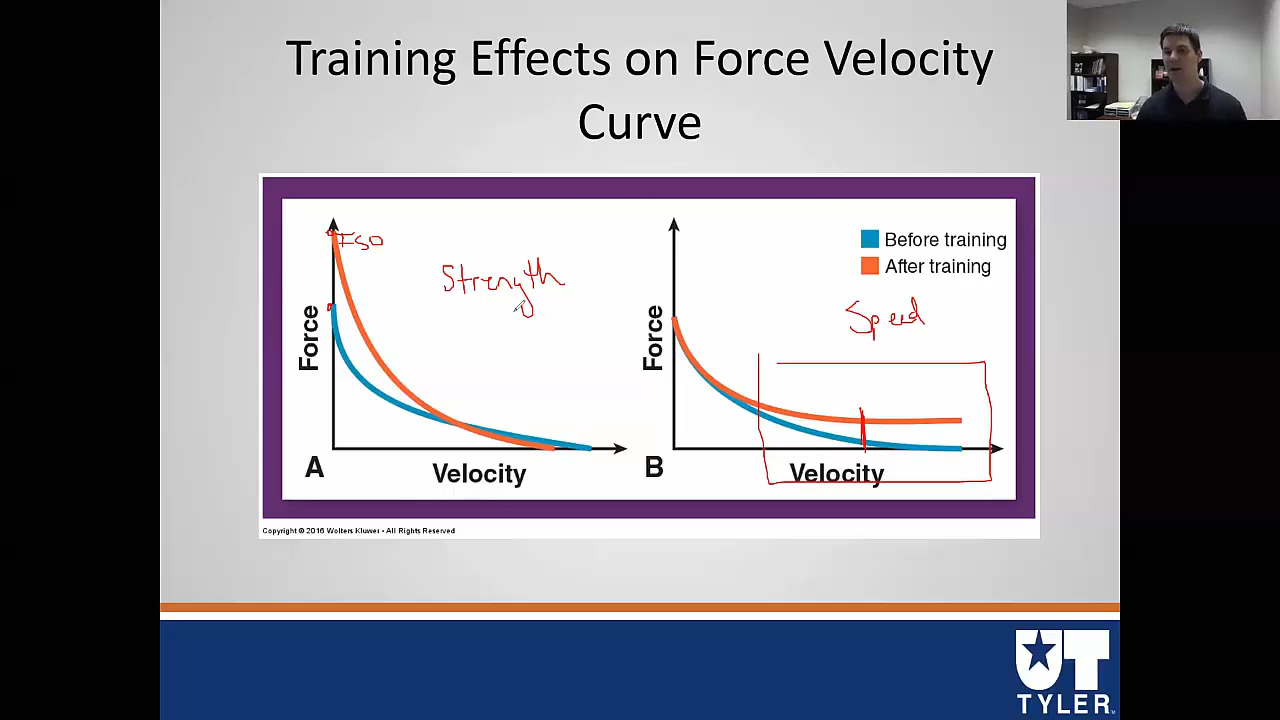 Training Effects on Force Velocity
Curve
Force
ISO
Strength
Velocity
A
Before training
After training
Force
Speed
Velocity
B
Copyright © 2016 Wolters Kluwer • All Rights Reserved
UT
TYLER